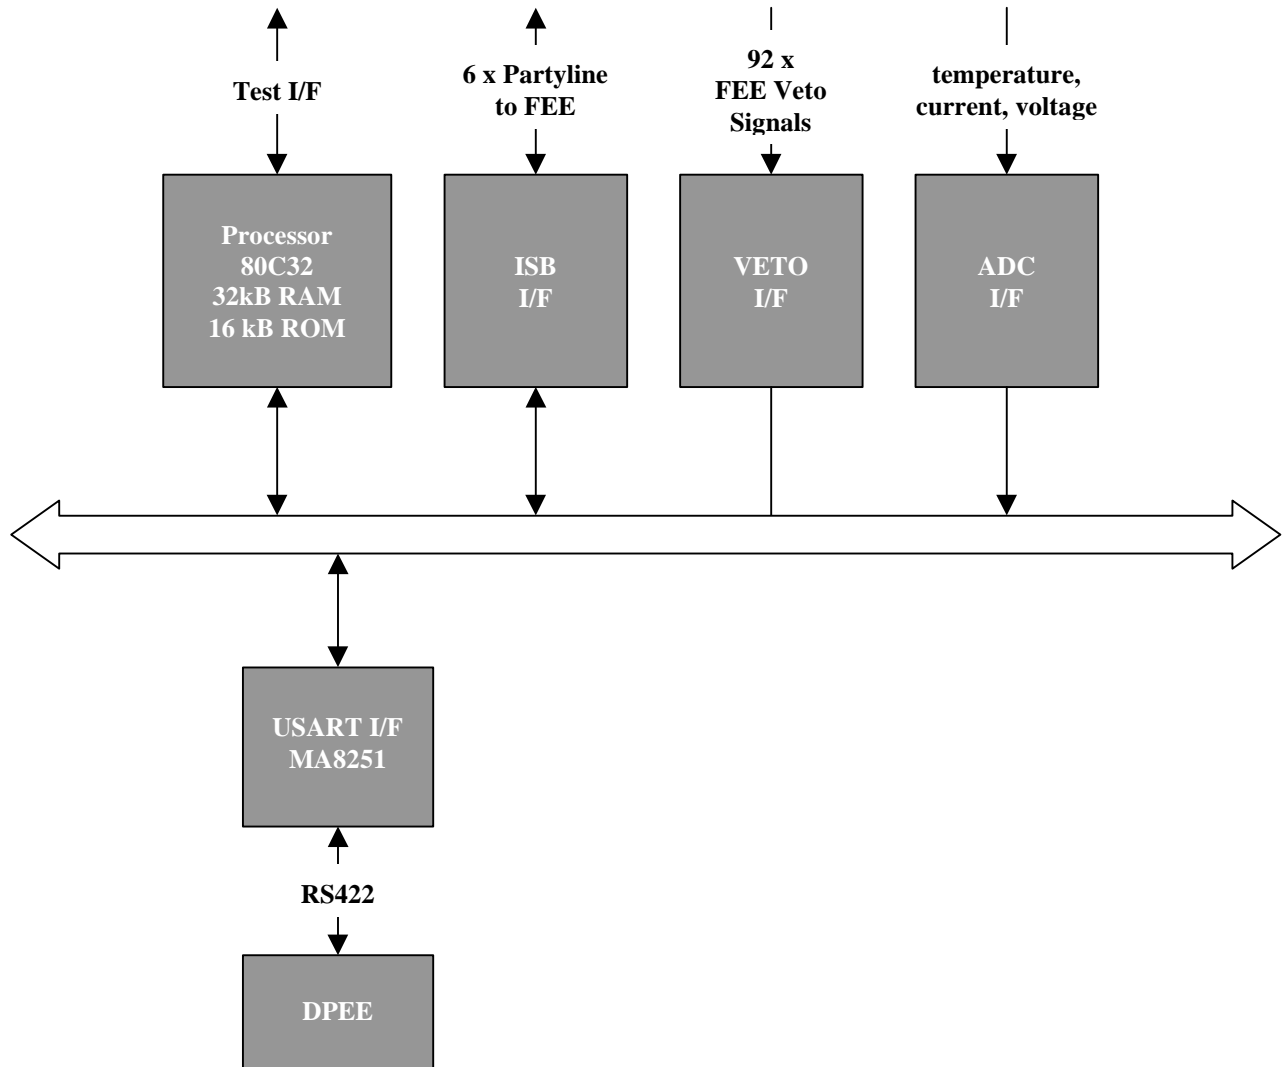 Test I/F
6 x Partyline
to FEE
92 x
FEE Veto
Signals
temperature,
current, voltage
Processor
80C32
32kB RAM
16 kB ROM
ISB
I/F
VETO
I/F
ADC
I/F
USART I/F
MA8251
RS422
DPEE